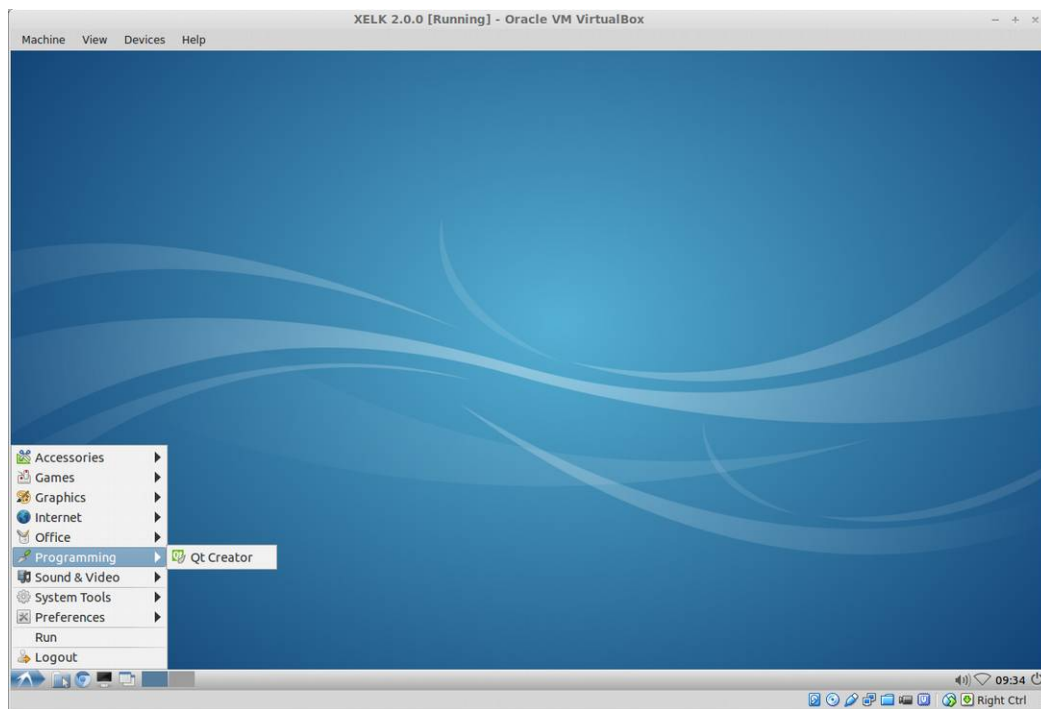 XELK 2.0.0 [Running] - Oracle VM VirtualBox
Machine View Devices Help
Accessories
Games
Graphics
Internet
Office
Programming
Qt Creator
Sound & Video
System Tools
Preferences
Run
Logout
09:34
Right Ctrl